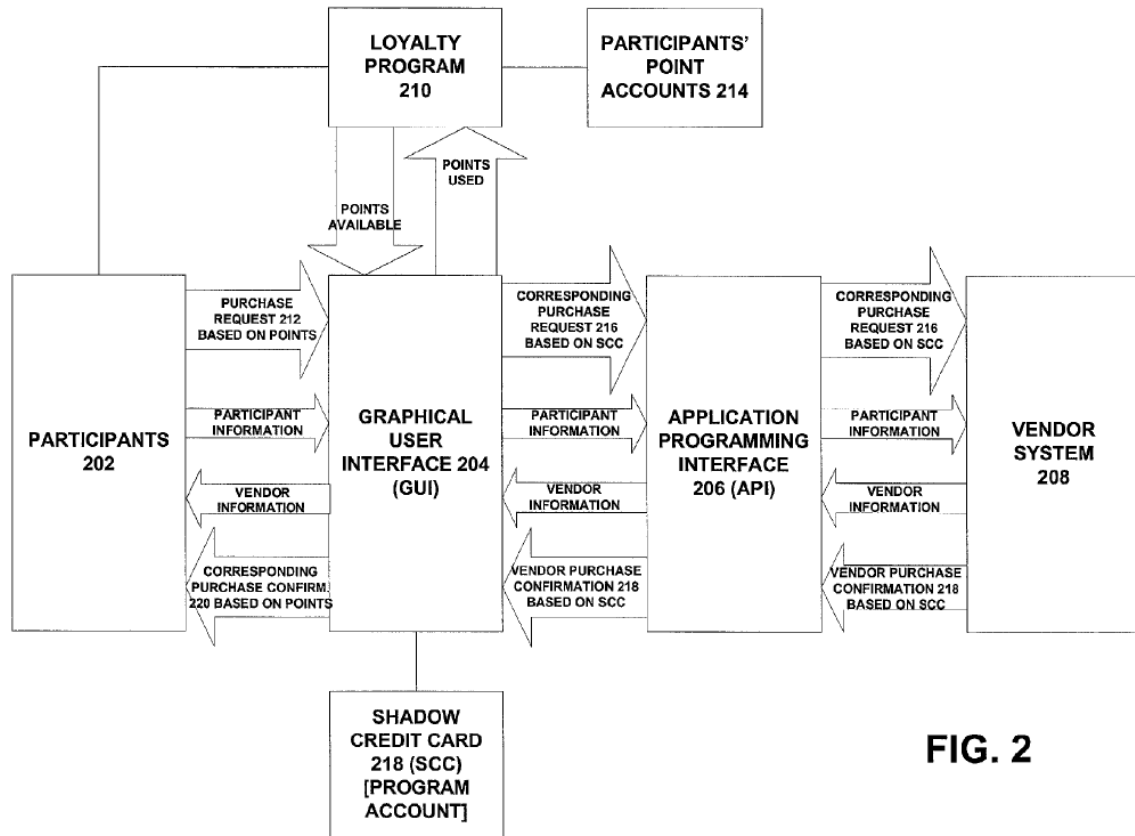 LOYALTY
PROGRAM
210
PARTICIPANTS'
POINT
ACCOUNTS 214
POINTS
USED
POINTS
AVAILABLE
PARTICIPANTS
202
PURCHASE
REQUEST 212
BASED ON POINTS
PARTICIPANT
INFORMATION
VENDOR
INFORMATION
CORRESPONDING
PURCHASE CONFIRM.
220 BASED ON POINTS
GRAPHICAL
USER
INTERFACE 204
(GUI)
CORRESPONDING
PURCHASE
REQUEST 216
BASED ON SCC
PARTICIPANT
INFORMATION
VENDOR
INFORMATION
VENDOR PURCHASE
CONFIRMATION 218
BASED ON SCC
APPLICATION
PROGRAMMING
INTERFACE
206 (API)
CORRESPONDING
PURCHASE
REQUEST 216
BASED ON SCC
PARTICIPANT
INFORMATION
VENDOR
INFORMATION
VENDOR PURCHASE
CONFIRMATION 218
BASED ON SCC
VENDOR
SYSTEM
208
SHADOW
CREDIT CARD
218 (SCC)
[PROGRAM
ACCOUNT]
FIG. 2